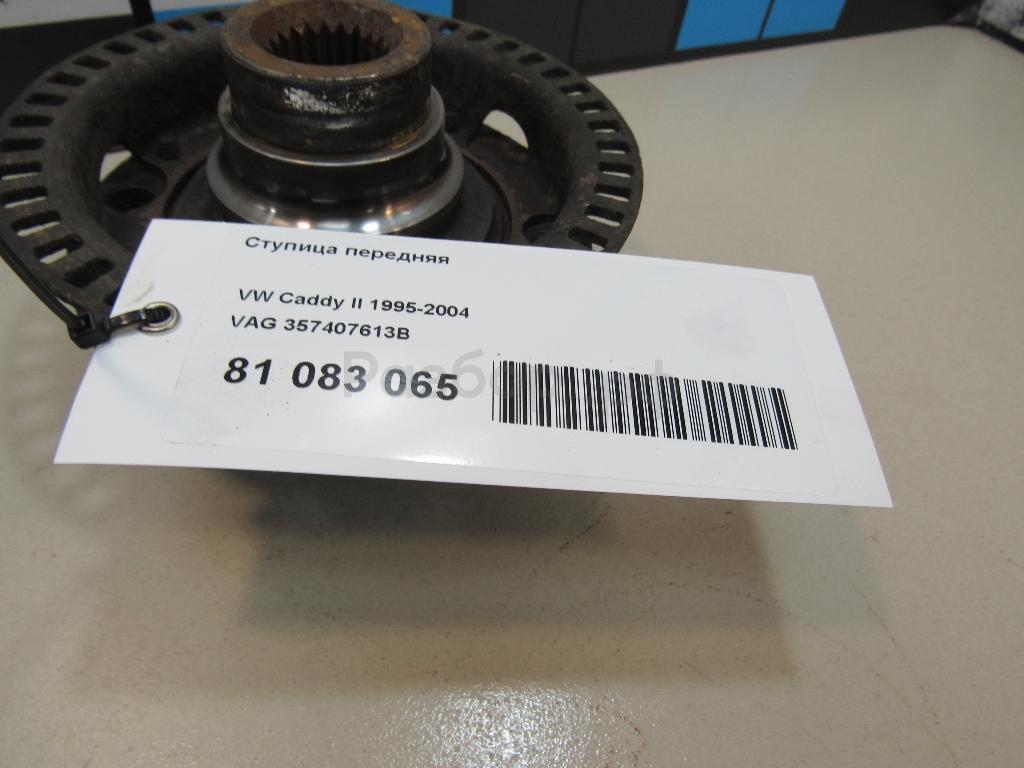 Ступица передняя
VW Caddy II 1995-2004
VAG 357407613B
81 083 065